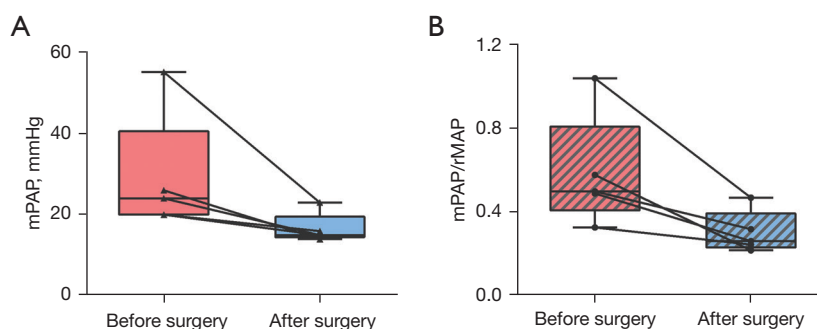 A
mPAP, mmHg
60
40
20
0
Before surgery After surgery
B
mPAP/rMAP
1.2
0.8
0.4
0.0
Before surgery After surgery